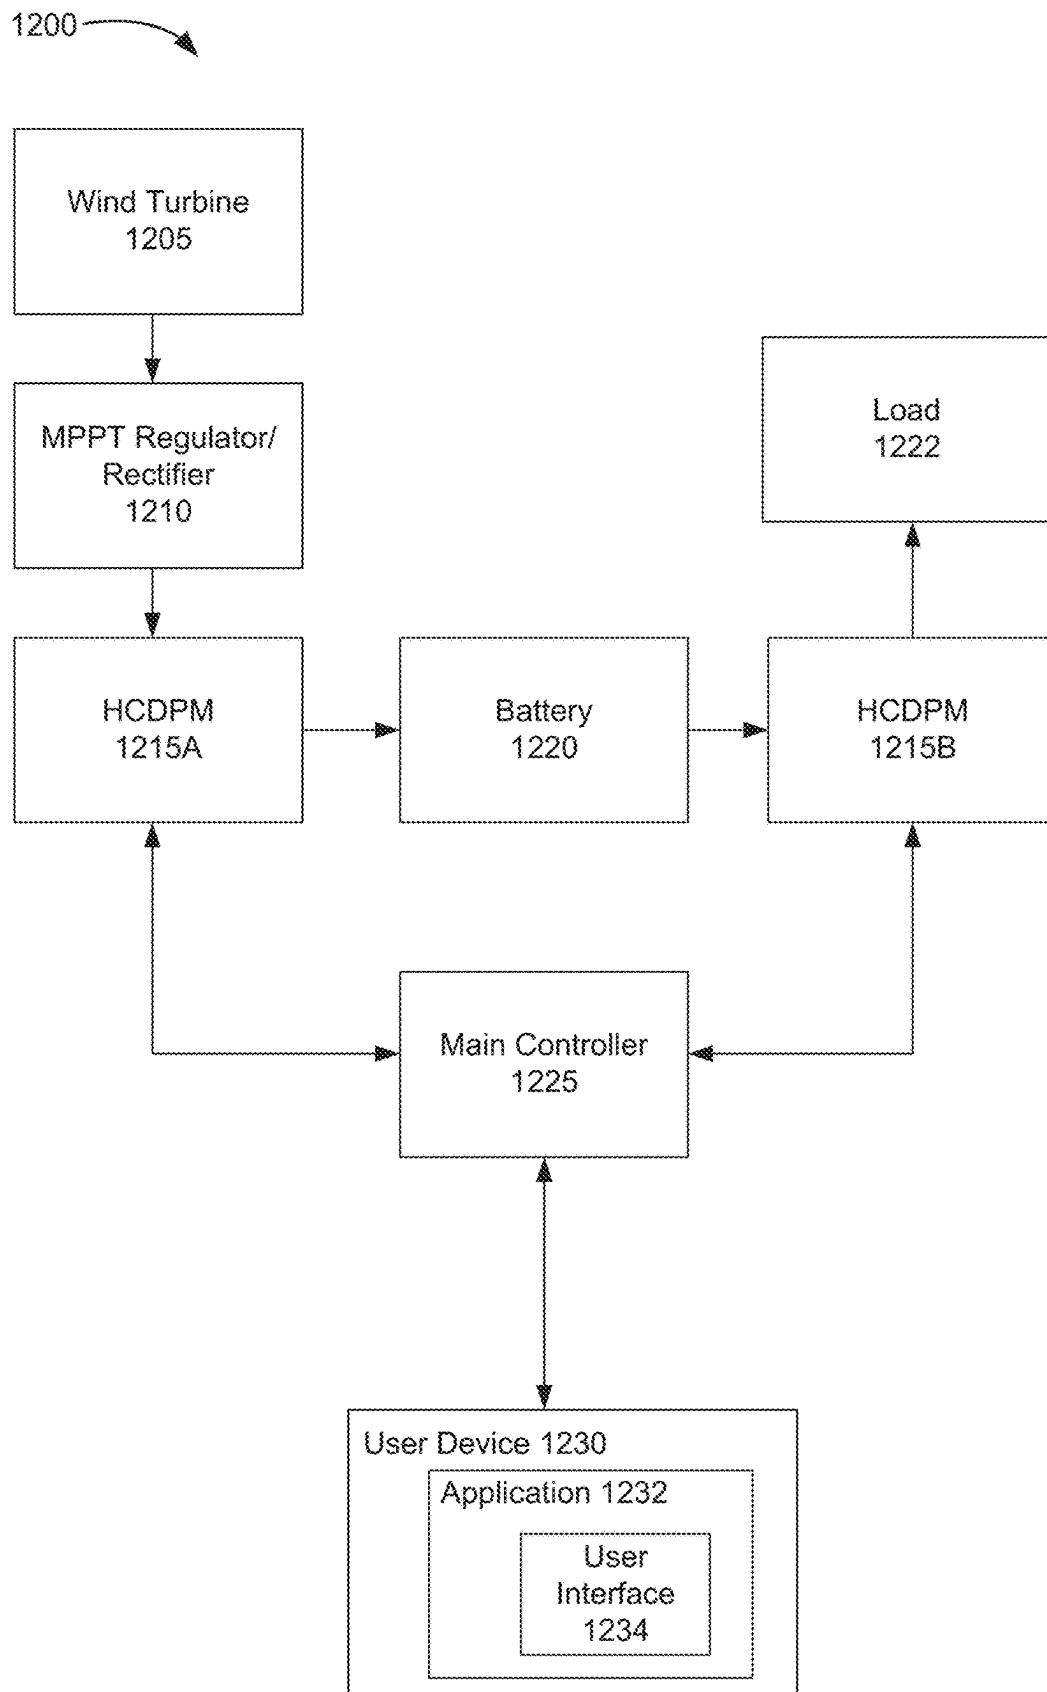 1200
Wind Turbine
1205
MPPT Regulator/
Rectifier
1210
Load
1222
HCDPM
1215A
Battery
1220
HCDPM
1215B
Main Controller
1225
User Device 1230
Application 1232
User
Interface
1234